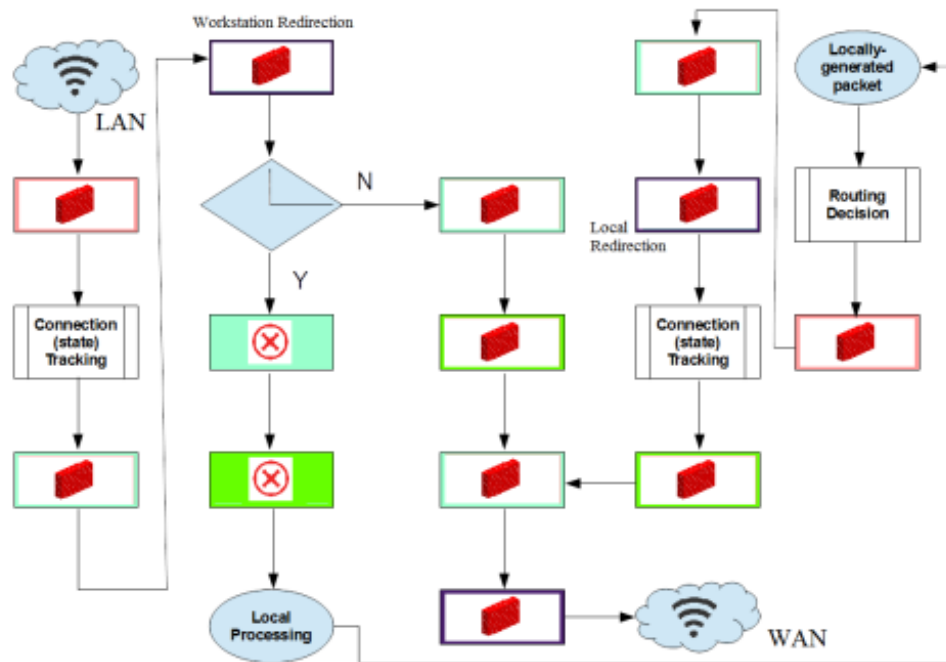 Workstation Redirection
LAN
Connection
(state)
Tracking
N
Y
Local
Processing
Local
Redirection
Connection
(state)
Tracking
Locally-
generated
packet
Routing
Decision
WAN